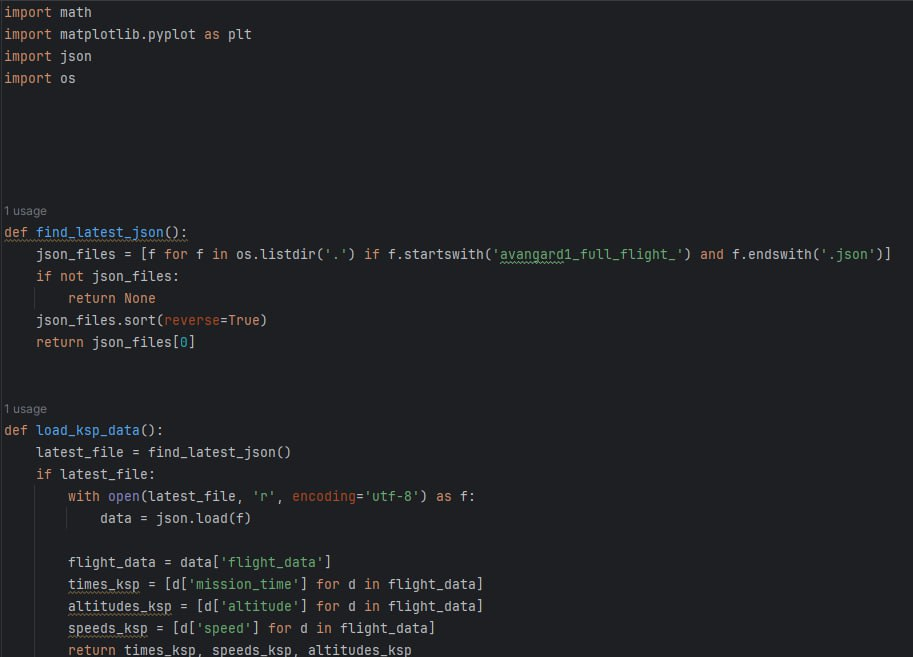 import math
import matplotlib.pyplot as plt
import json
import os
1 usage
def find_latest_json():
    json_files = [f for f in os.listdir('.') if f.startswith('avangard1_full_flight_') and f.endswith('.json')]
    if not json_files:
        return None
    json_files.sort(reverse=True)
    return json_files[0]
1 usage
def load_ksp_data():
    latest_file = find_latest_json()
    if latest_file:
        with open(latest_file, 'r', encoding='utf-8') as f:
            data = json.load(f)
        flight_data = data['flight_data']
        times_ksp = [d['mission_time'] for d in flight_data]
        altitudes_ksp = [d['altitude'] for d in flight_data]
        speeds_ksp = [d['speed'] for d in flight_data]
        return times_ksp, speeds_ksp, altitudes_ksp